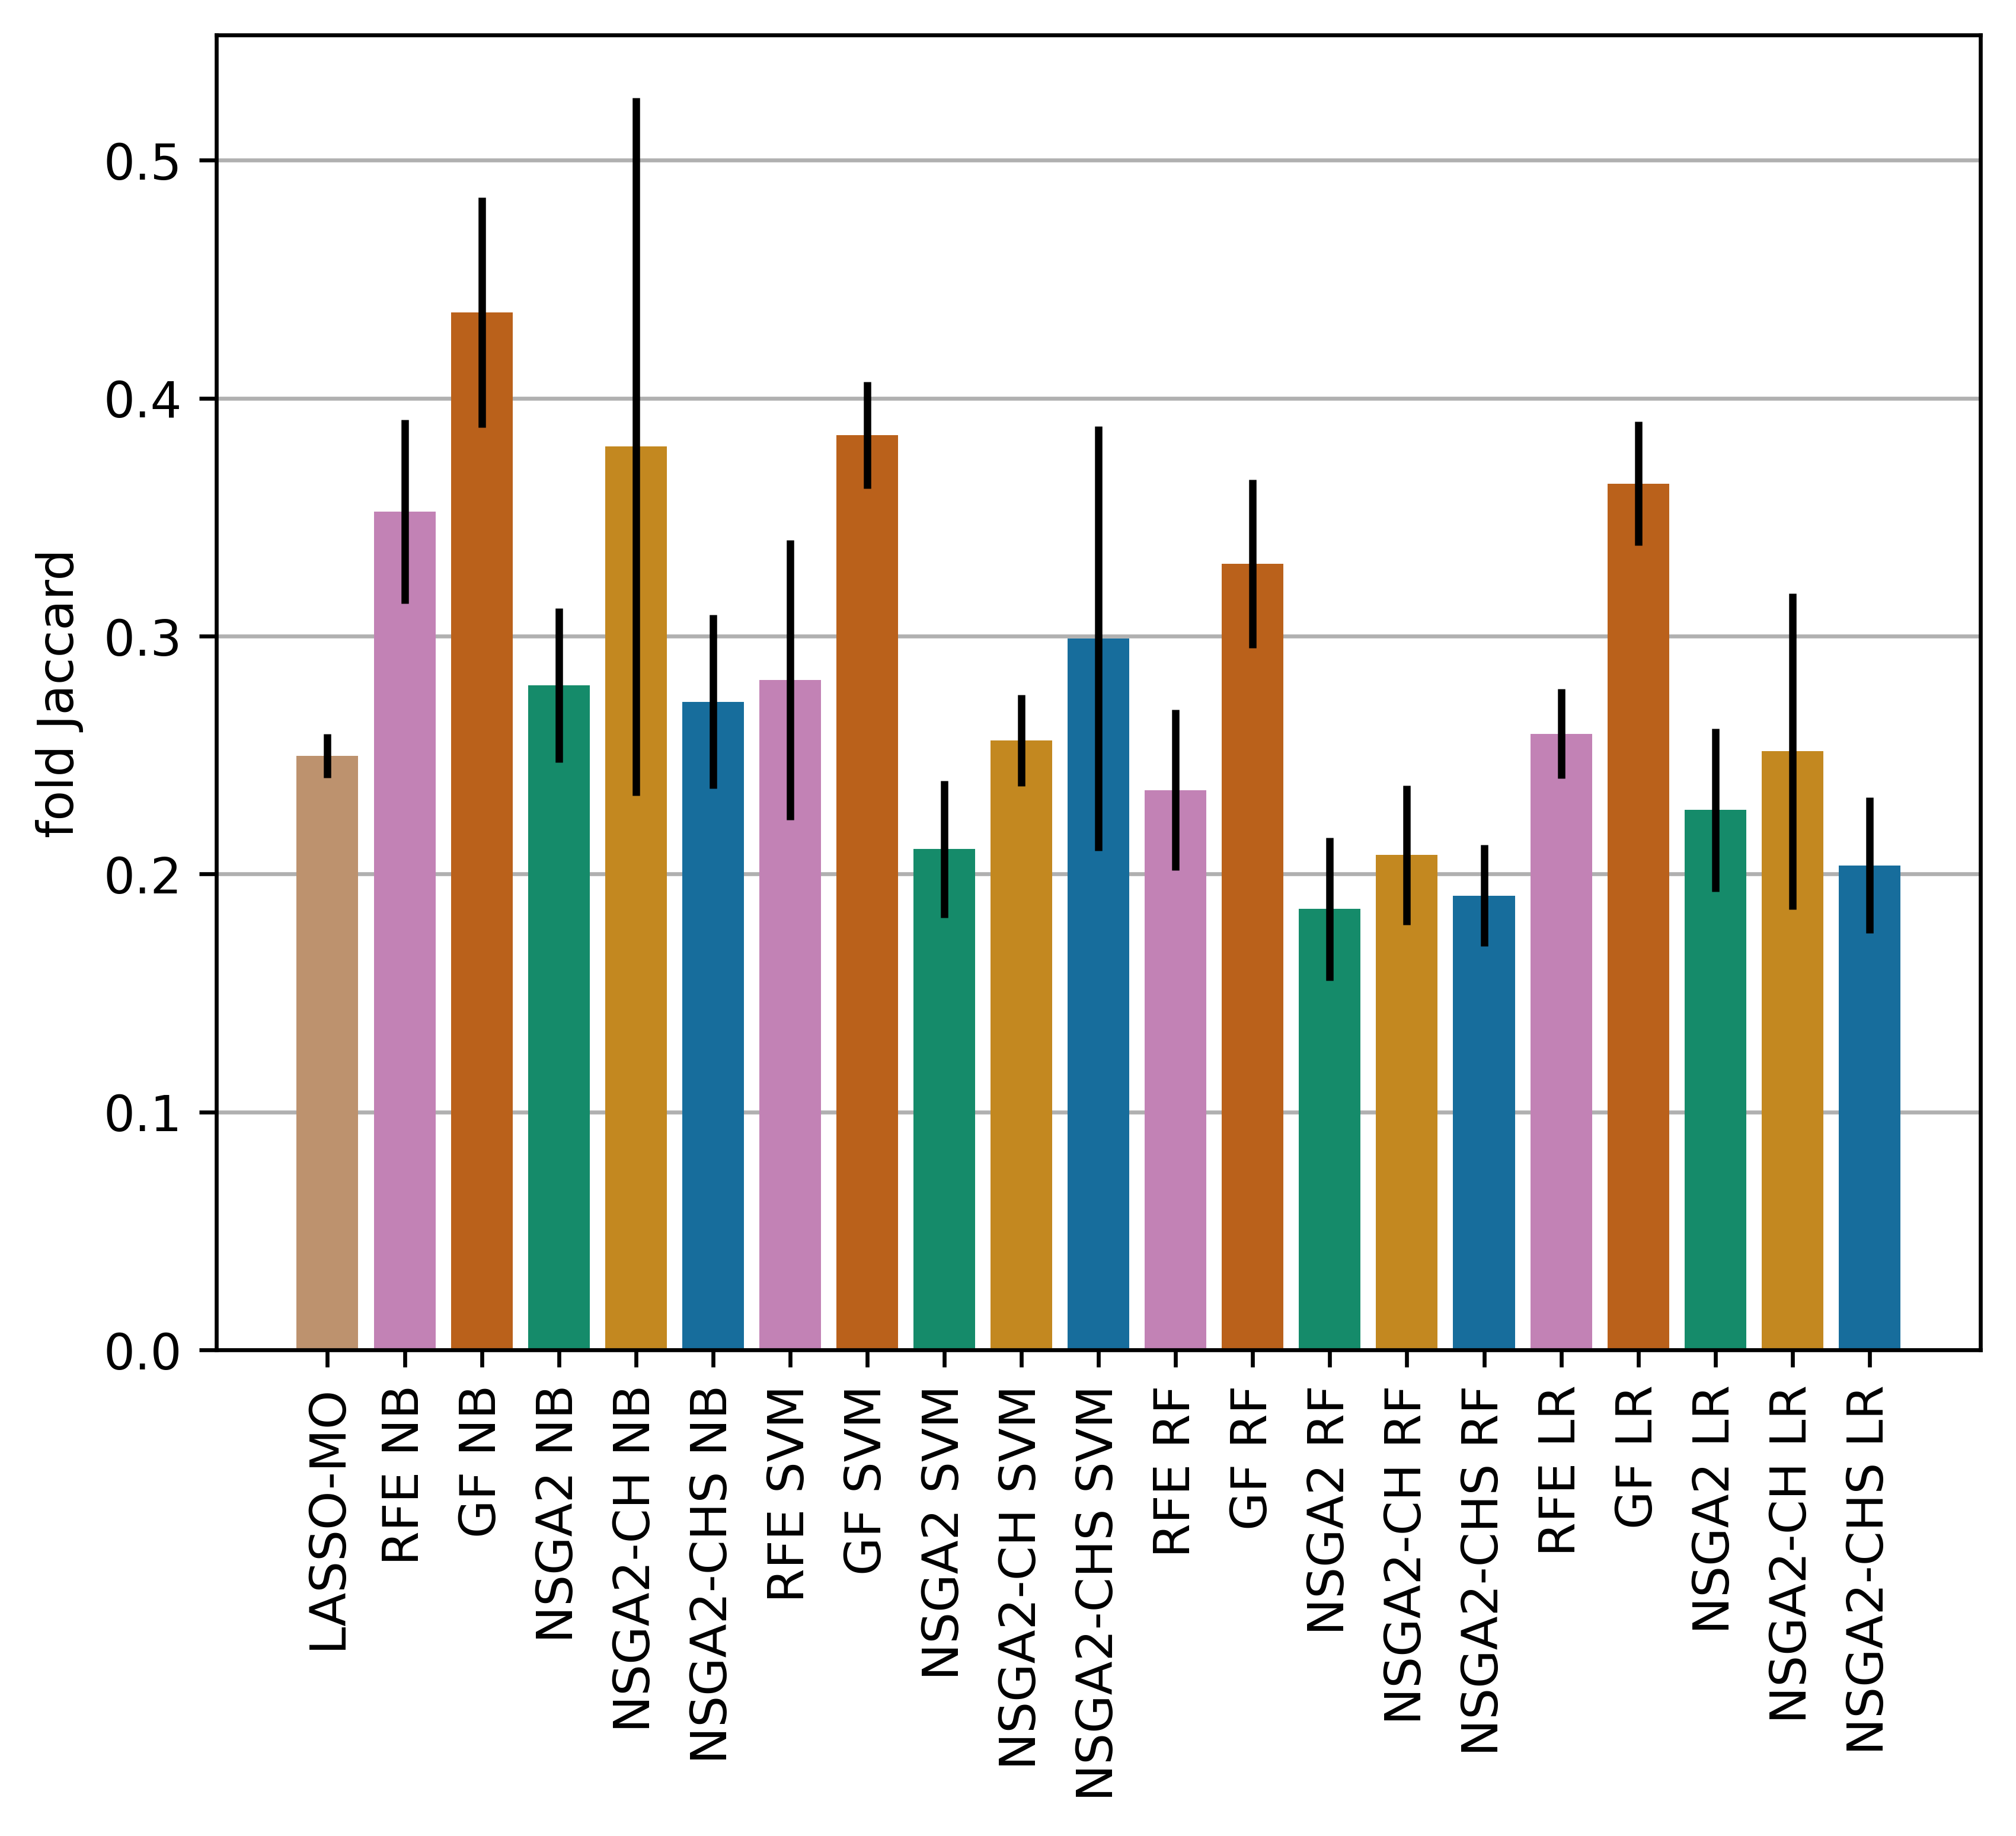 fold Jaccard
0.5
0.4
0.3
0.2
0.1
0.0
LASSO-MO
RFE NB
GF NB
NSGA2 NB
NSGA2-CH NB
NSGA2-CHS NB
RFE SVM
GF SVM
NSGA2 SVM
NSGA2-CH SVM
NSGA2-CHS SVM
RFE RF
GF RF
NSGA2 RF
NSGA2-CH RF
NSGA2-CHS RF
RFE LR
GF LR
NSGA2 LR
NSGA2-CH LR
NSGA2-CHS LR